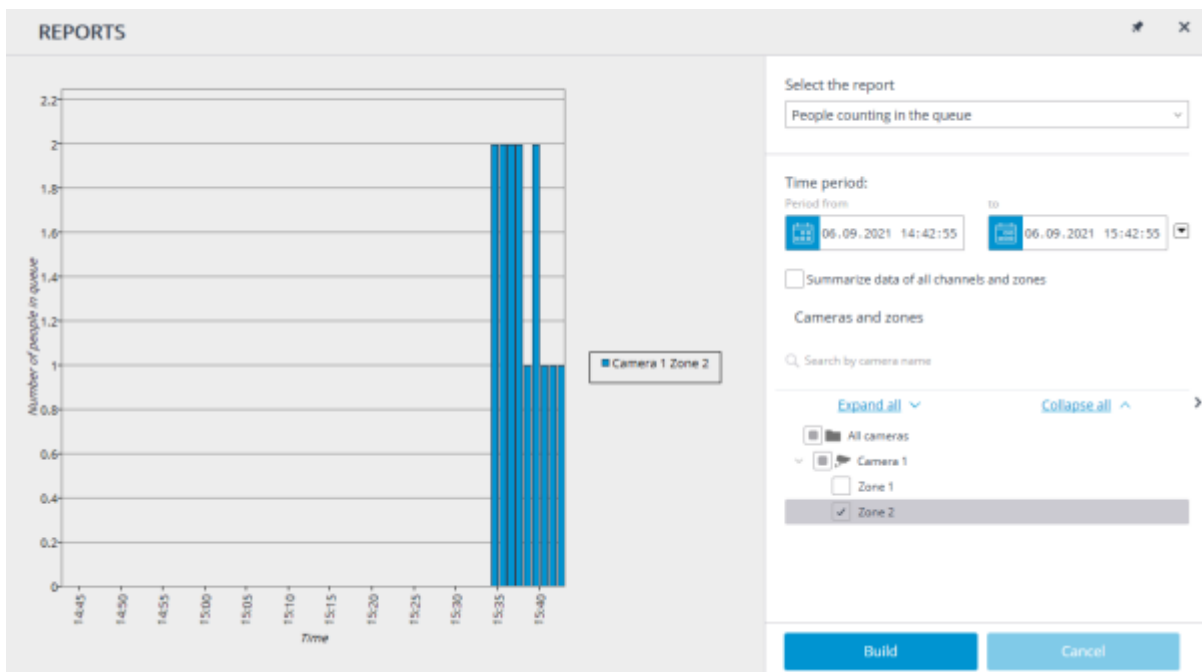 REPORTS
2.2
2
1.8
1.6
1.4
1.2
1
0.8
0.6
0.4
0.2
0
Number of people in queue
14:45
14:50
14:55
15:00
15:05
15:10
15:15
15:20
15:25
15:30
15:35
15:40
Time
Camera 1 Zone 2
Select the report
People counting in the queue
Time period:
Period from to
06.09.2021 14:42:55 06.09.2021 15:42:55
Summarize data of all channels and zones
Cameras and zones
Search by camera name
Expand all Collapse all
All cameras
Camera 1
Zone 1
Zone 2
Build Cancel